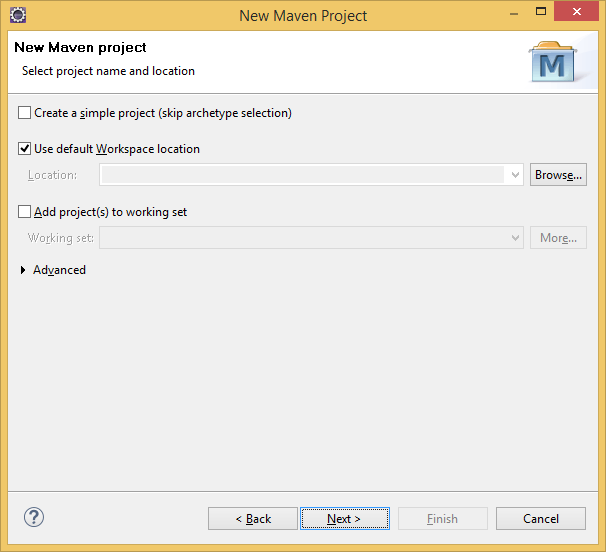 New Maven Project
New Maven project
Select project name and location
M
Create a simple project (skip archetype selection)
Use default Workspace location
Location:
Browse...
Add project(s) to working set
Working set:
More...
Advanced
?
< Back
Next >
Finish
Cancel